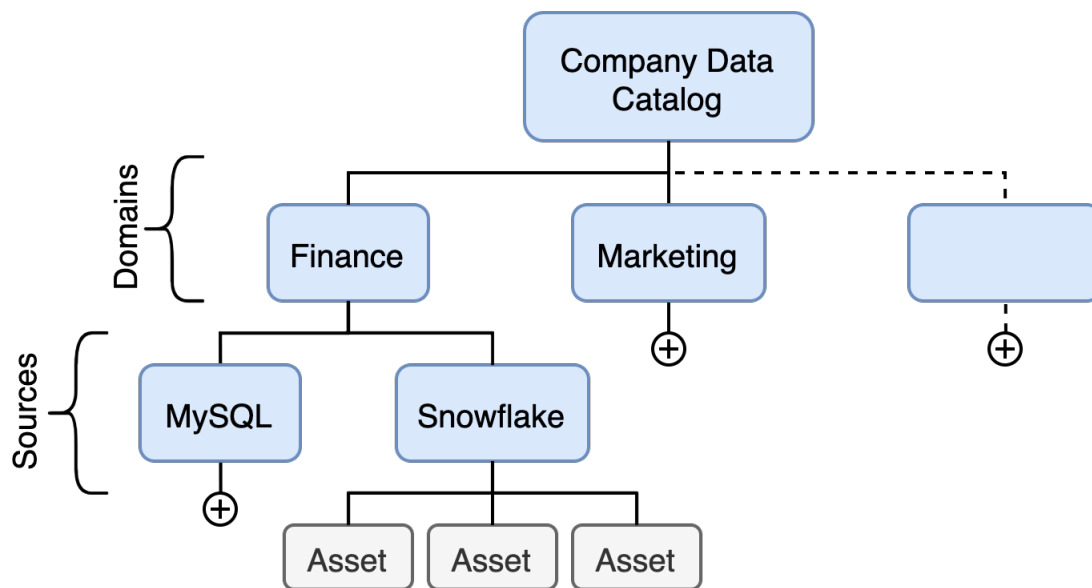 Company Data
Catalog
Domains
Finance
Marketing
Sources
MySQL
Snowflake
Asset
Asset
Asset